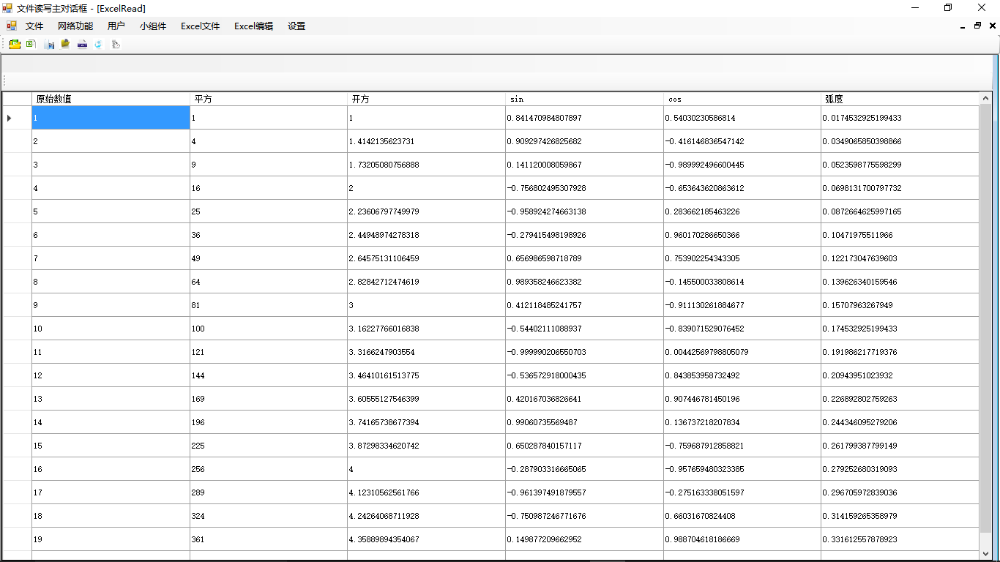 文件读写主对话框 - [ExcelRead]
文件 网络功能 用户 小组件 Excel文件 Excel编辑 设置
原始数值 平方 开方 sin cos 弧度
1 1 1 0.841470984807897 0.54030230586814 0.0174532925199433
2 4 1.4142135623731 0.909297426825682 -0.416146836547142 0.0349065850398866
3 9 1.73205080756888 0.141120008059867 -0.989992496600445 0.0523598775598299
4 16 2 -0.756802495307928 -0.653643620863612 0.0698131700797732
5 25 2.23606797749979 -0.958924274663138 0.283662185463226 0.0872664625997165
6 36 2.44948974278318 -0.279415498198926 0.960170286650366 0.10471975511966
7 49 2.64575131106459 0.656986598718789 0.753902254343305 0.122173047639603
8 64 2.82842712474619 0.989358246623382 -0.145500033808614 0.139626340159546
9 81 3 0.412118485241757 -0.911130261884677 0.15707963267949
10 100 3.16227766016838 -0.54402111088937 -0.839071529076452 0.174532925199433
11 121 3.3166247903554 -0.999990206550703 0.00442569798805079 0.191986217719376
12 144 3.46410161513775 -0.536572918000435 0.843853958732492 0.20943951023932
13 169 3.60555127546399 0.420167036826641 0.907446781450196 0.226892802759263
14 196 3.74165738677394 0.99060735569487 0.136737218207834 0.244346095279206
15 225 3.87298334620742 0.650287840157117 -0.759687912858821 0.261799387799149
16 256 4 -0.287903316665065 -0.957659480323385 0.279252680319093
17 289 4.12310562561766 -0.961397491879557 -0.275163338051597 0.296705972839036
18 324 4.24264068711928 -0.750987246771676 0.66031670824408 0.314159265358979
19 361 4.35889894354067 0.149877209662952 0.988704618186669 0.331612557878923